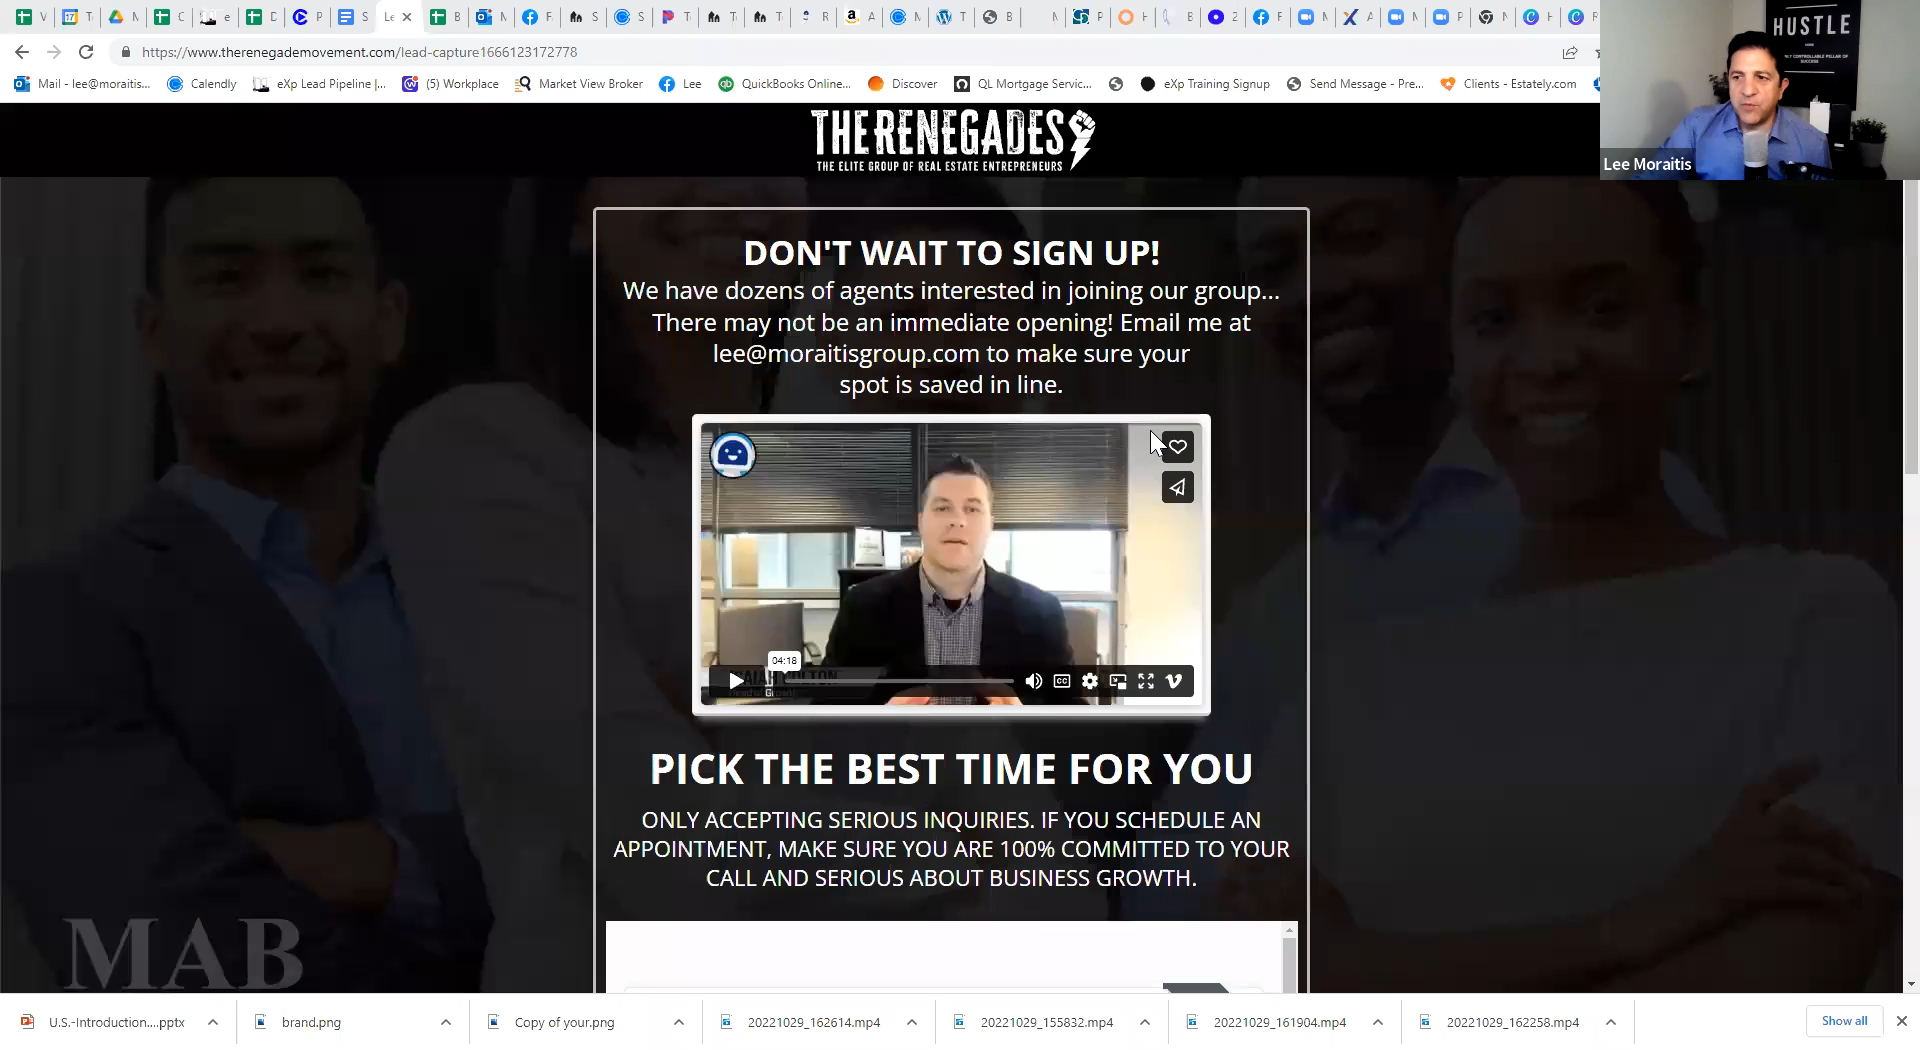 V
T
M
C
e
D
P
S
Le
B
M
F
S
S
T
T
T
R
A
M
T
B
M
P
H
B
2
F
M
A
M
P
N
C
R
https://www.therenegademovement.com/lead-capture1666123172778
Mail - lee@moraitis...
Calendly
eXp Lead Pipeline |...
(5) Workplace
Market View Broker
Lee
QuickBooks Online...
Discover
QL Mortgage Servic...
eXp Training Signup
Send Message - Pre...
Clients - Estately.com
HUSTLE
Lee Moraitis
THE RENEGADES
THE ELITE GROUP OF REAL ESTATE ENTREPRENEURS
DON'T WAIT TO SIGN UP!
We have dozens of agents interested in joining our group...
There may not be an immediate opening! Email me at
lee@moraitisgroup.com to make sure your
spot is saved in line.
04:18
CC
PICK THE BEST TIME FOR YOU
ONLY ACCEPTING SERIOUS INQUIRIES. IF YOU SCHEDULE AN
APPOINTMENT, MAKE SURE YOU ARE 100% COMMITTED TO YOUR
CALL AND SERIOUS ABOUT BUSINESS GROWTH.
MAB
U.S.-Introduction....pptx
brand.png
Copy of your.png
20221029_162614.mp4
20221029_155832.mp4
20221029_161904.mp4
20221029_162258.mp4
Show all